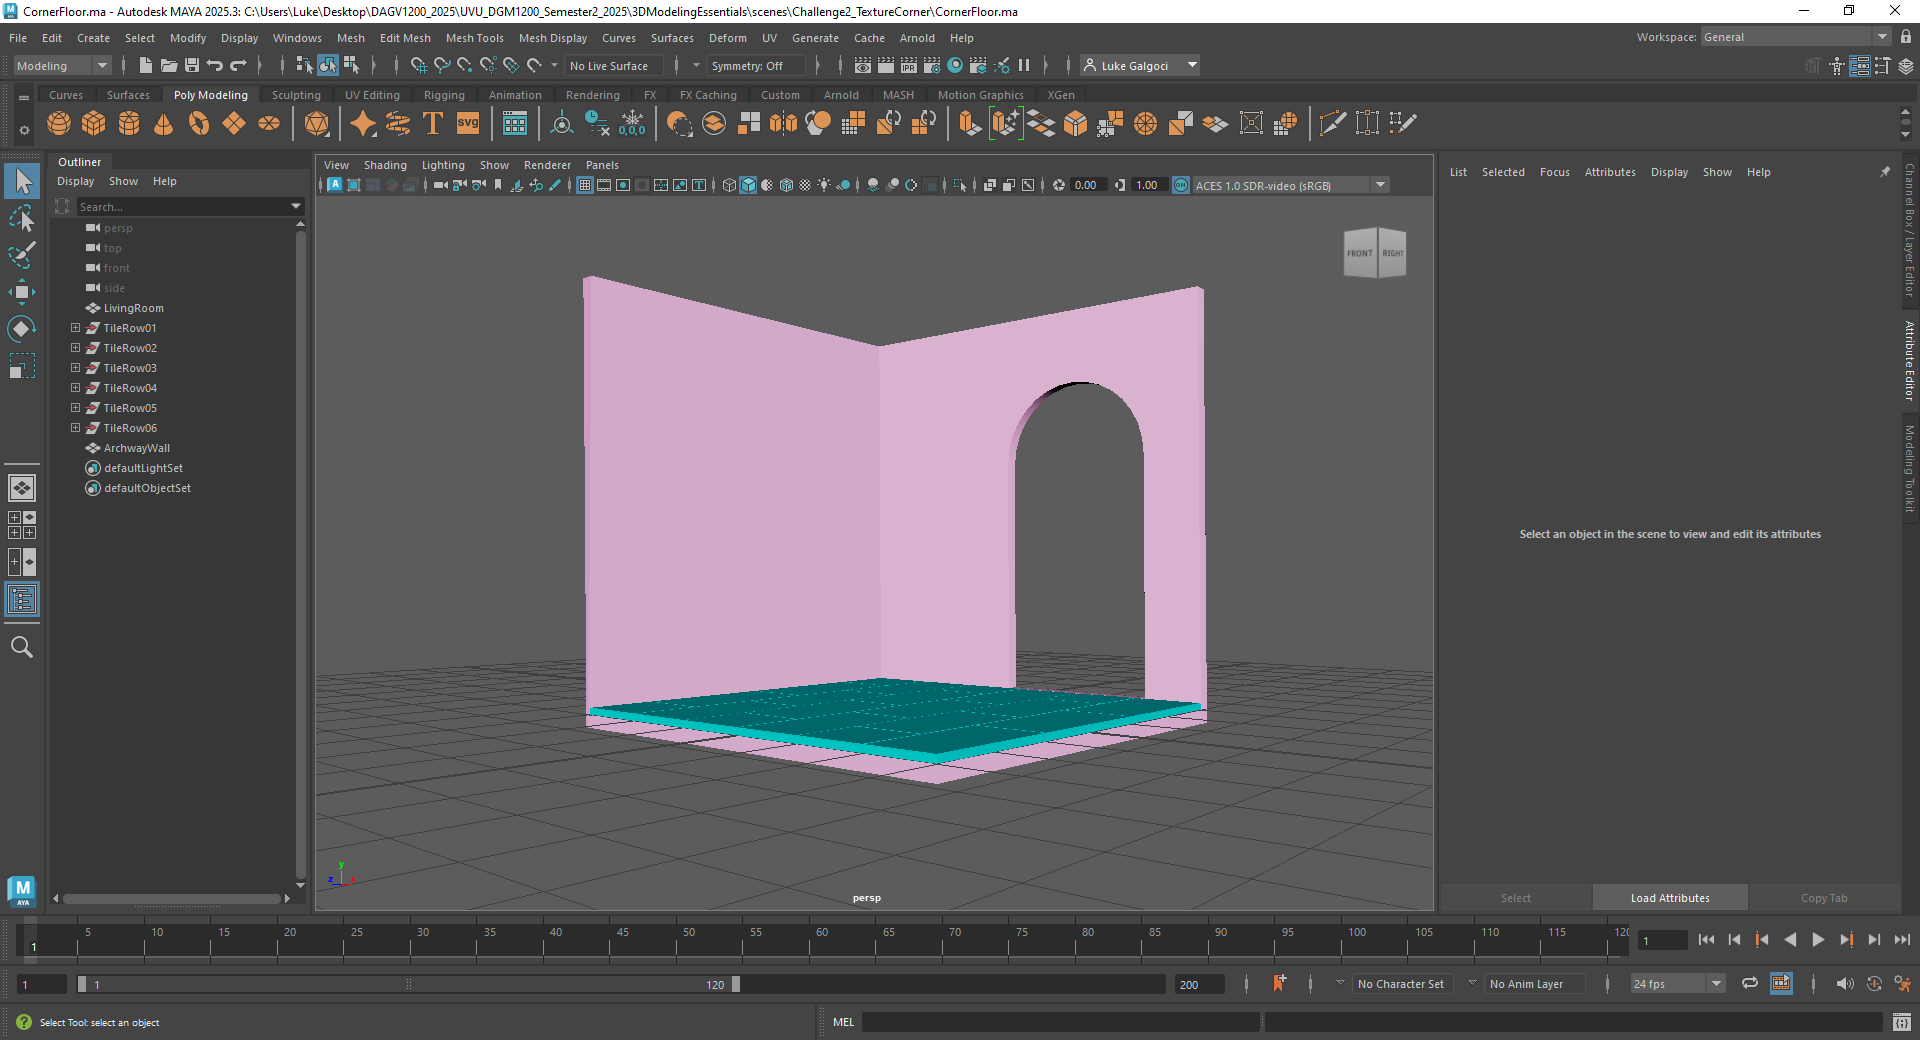 CornerFloor.ma - Autodesk MAYA 2025.3: C:\Users\Luke\Desktop\DAGV1200_2025\UVU_DGM1200_Semester2_2025\3DModelingEssentials\scenes\Challenge2_TextureCorner\CornerFloor.ma
File Edit Create Select Modify Display Windows Mesh Edit Mesh Mesh Tools Mesh Display Curves Surfaces Deform UV Generate Cache Arnold Help Workspace: General
Modeling No Live Surface Symmetry: Off IPR Luke Galgoci
Curves Surfaces Poly Modeling Sculpting UV Editing Rigging Animation Rendering FX FX Caching Custom Arnold MASH Motion Graphics XGen
T SVG 0,0,0
Outliner
Display Show Help
Search...
persp
top
front
side
LivingRoom
TileRow01
TileRow02
TileRow03
TileRow04
TileRow05
TileRow06
ArchwayWall
defaultLightSet
defaultObjectSet
View Shading Lighting Show Renderer Panels
0.00 1.00 ACES 1.0 SDR-video (sRGB)
FRONT RIGHT
y
z x
persp
List Selected Focus Attributes Display Show Help
Select an object in the scene to view and edit its attributes
Select Load Attributes Copy Tab
Channel Box / Layer Editor
Attribute Editor
Modeling Toolkit
M
AYA
5 10 15 20 25 30 35 40 45 50 55 60 65 70 75 80 85 90 95 100 105 110 115 120
1 1
1 1 120 200 No Character Set No Anim Layer 24 fps
Select Tool: select an object MEL